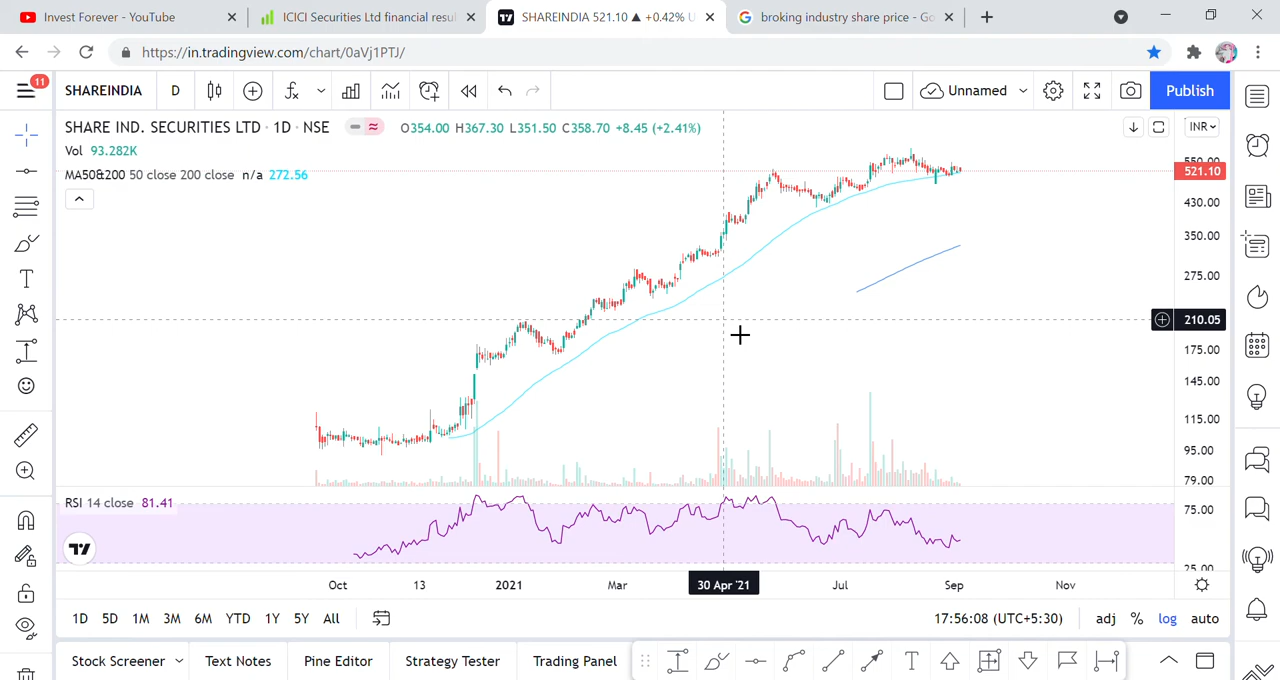 Invest Forever - YouTube
ICICI Securities Ltd financial resul
SHAREINDIA 521.10 ▲ +0.42% U
broking industry share price - Go
https://in.tradingview.com/chart/0aVj1PTJ/
11
SHAREINDIA
D
Unnamed
Publish
SHARE IND. SECURITIES LTD · 1D · NSE
O354.00 H367.30 L351.50 C358.70 +8.45 (+2.41%)
INR
Vol 93.282K
MA50&200 50 close 200 close n/a 272.56
550.00
521.10
430.00
350.00
275.00
210.05
175.00
145.00
115.00
95.00
79.00
RSI 14 close 81.41
75.00
25.00
Oct
13
2021
Mar
30 Apr '21
Jul
Sep
Nov
1D 5D 1M 3M 6M YTD 1Y 5Y All
17:56:08 (UTC+5:30)
adj % log auto
Stock Screener
Text Notes
Pine Editor
Strategy Tester
Trading Panel